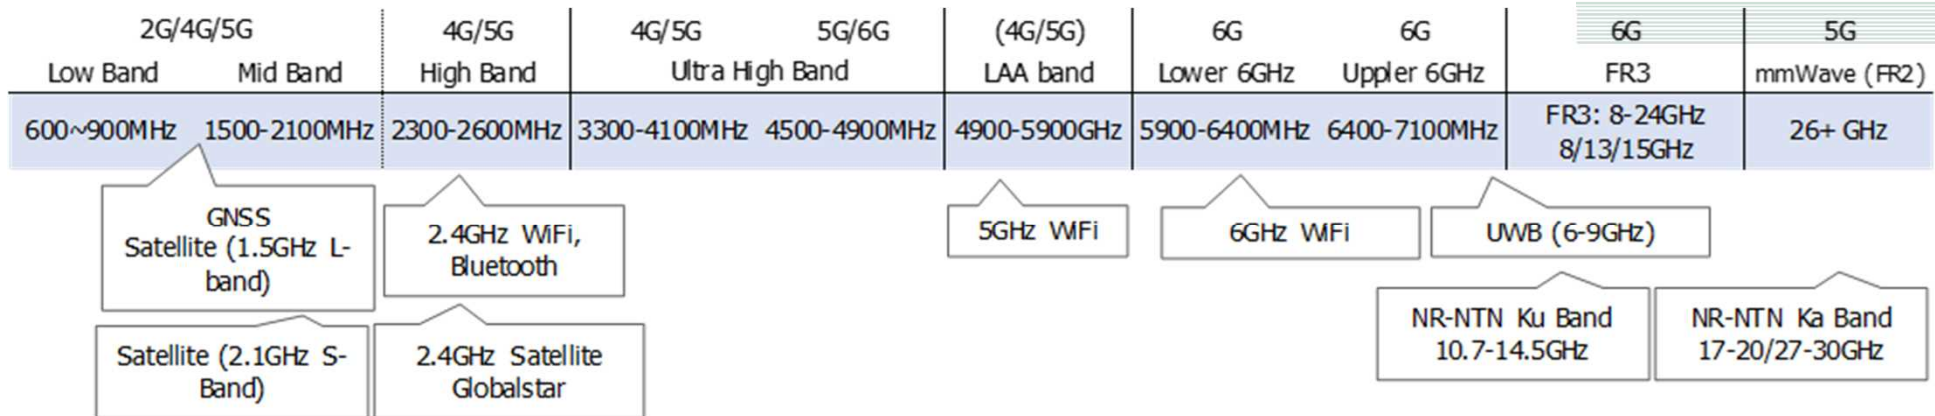 2G/4G/5G 4G/5G 4G/5G 5G/6G (4G/5G) 6G 6G 6G 5G
Low Band Mid Band High Band Ultra High Band LAA band Lower 6GHz Uppler 6GHz FR3 mmWave (FR2)
600~900MHz 1500-2100MHz 2300-2600MHz 3300-4100MHz 4500-4900MHz 4900-5900GHz 5900-6400MHz 6400-7100MHz FR3: 8-24GHz 26+ GHz
8/13/15GHz
GNSS
Satellite (1.5GHz L-
band)
2.4GHz WiFi,
Bluetooth
5GHz WiFi
6GHz WiFi
UWB (6-9GHz)
Satellite (2.1GHz S-
Band)
2.4GHz Satellite
Globalstar
NR-NTN Ku Band
10.7-14.5GHz
NR-NTN Ka Band
17-20/27-30GHz